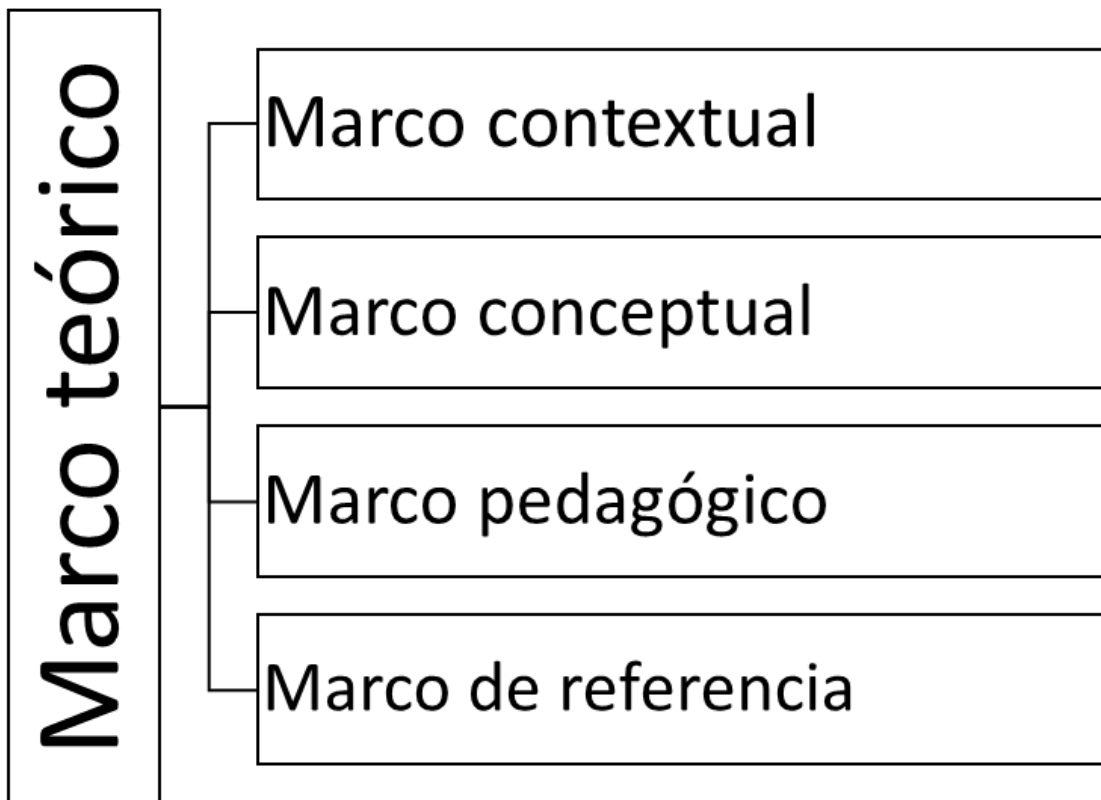 Marco teórico
Marco contextual
Marco conceptual
Marco pedagógico
Marco de referencia